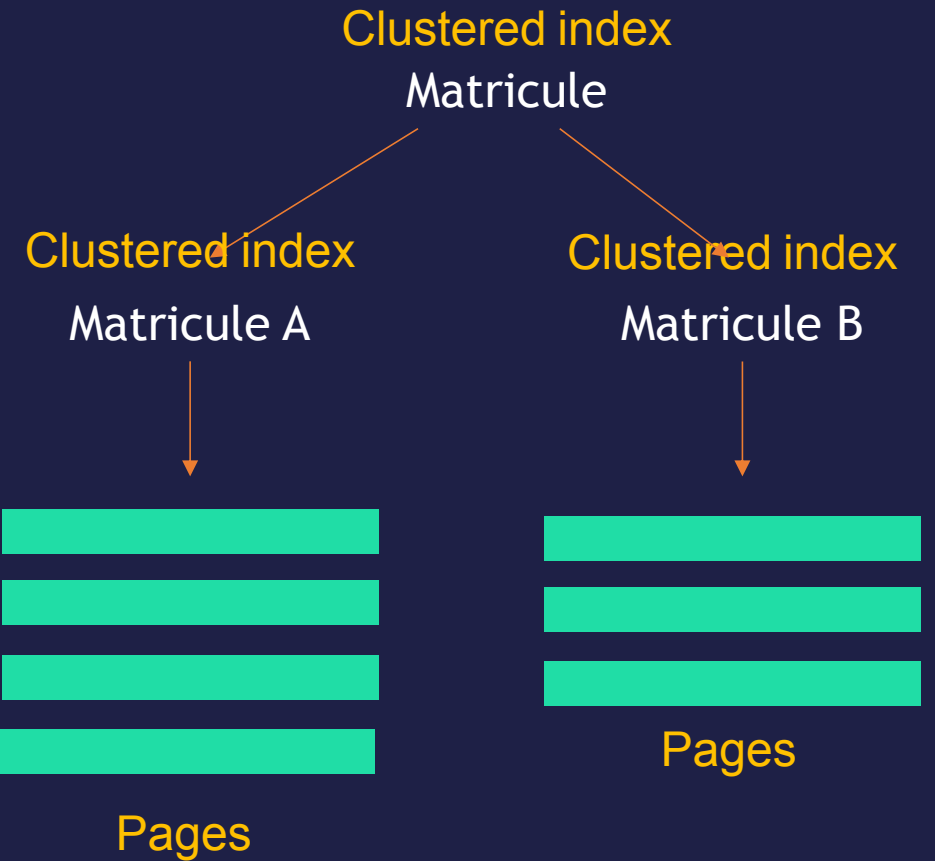 Clustered index
Matricule
Clustered index
Matricule A
Clustered index
Matricule B
Pages
Pages